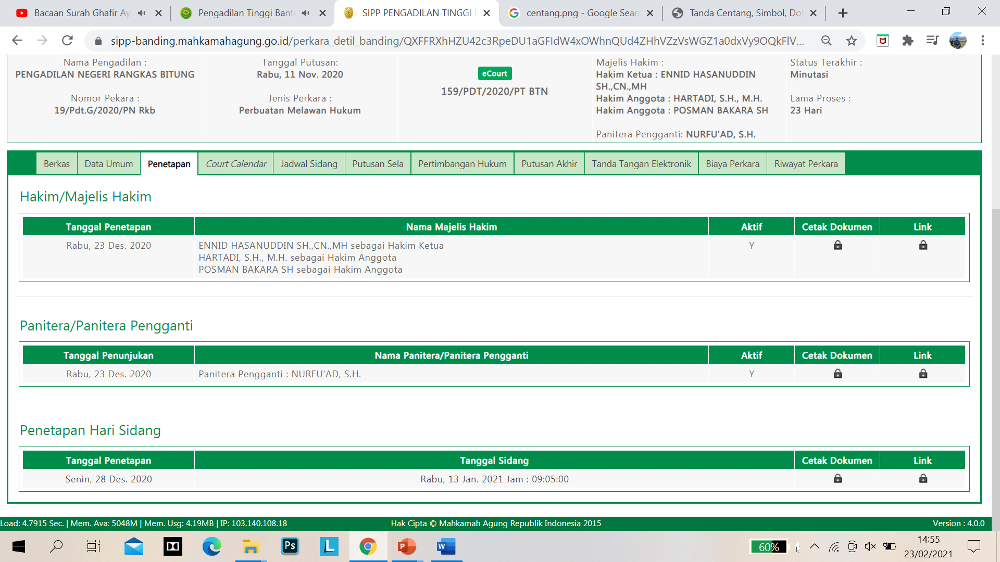 Bacaan Surah Ghafir Ay
Pengadilan Tinggi Bante
SIPP PENGADILAN TINGGI
centang.png - Google Sear
Tanda Centang, Simbol, Dol
sipp-banding.mahkamahagung.go.id/perkara_detil_banding/QXFFRXhHZU42c3RpeDU1aGFIdW4xOWhnQUd4ZHhVZzVsWGZ1a0dxVy9OQkFlV...
Nama Pengadilan :
PENGADILAN NEGERI RANGKAS BITUNG
Nomor Pekara :
19/Pdt.G/2020/PN Rkb
Tanggal Putusan:
Rabu, 11 Nov. 2020
Jenis Perkara :
Perbuatan Melawan Hukum
eCourt
159/PDT/2020/PT BTN
Majelis Hakim :
Hakim Ketua : ENNID HASANUDDIN
SH.,CN.,MH
Hakim Anggota : HARTADI, S.H., M.H.
Hakim Anggota : POSMAN BAKARA SH
Panitera Pengganti: NURFU'AD, S.H.
Status Terakhir :
Minutasi
Lama Proses :
23 Hari
Berkas Data Umum Penetapan Court Calendar Jadwal Sidang Putusan Sela Pertimbangan Hukum Putusan Akhir Tanda Tangan Elektronik Biaya Perkara Riwayat Perkara
Hakim/Majelis Hakim
Tanggal Penetapan Nama Majelis Hakim Aktif Cetak Dokumen Link
Rabu, 23 Des. 2020 ENNID HASANUDDIN SH.,CN.,MH sebagai Hakim Ketua Y
HARTADI, S.H., M.H. sebagai Hakim Anggota
POSMAN BAKARA SH sebagai Hakim Anggota
Panitera/Panitera Pengganti
Tanggal Penunjukan Nama Panitera/Panitera Pengganti Aktif Cetak Dokumen Link
Rabu, 23 Des. 2020 Panitera Pengganti : NURFU'AD, S.H. Y
Penetapan Hari Sidang
Tanggal Penetapan Tanggal Sidang Cetak Dokumen Link
Senin, 28 Des. 2020 Rabu, 13 Jan. 2021 Jam : 09:05:00
Load: 4.7915 Sec. | Mem. Ava: 5048M | Mem. Usg: 4.19MB | IP: 103.140.108.18 Hak Cipta © Mahkamah Agung Republik Indonesia 2015 Version : 4.0.0
Ps
L
P
W
60%
14:55
23/02/2021